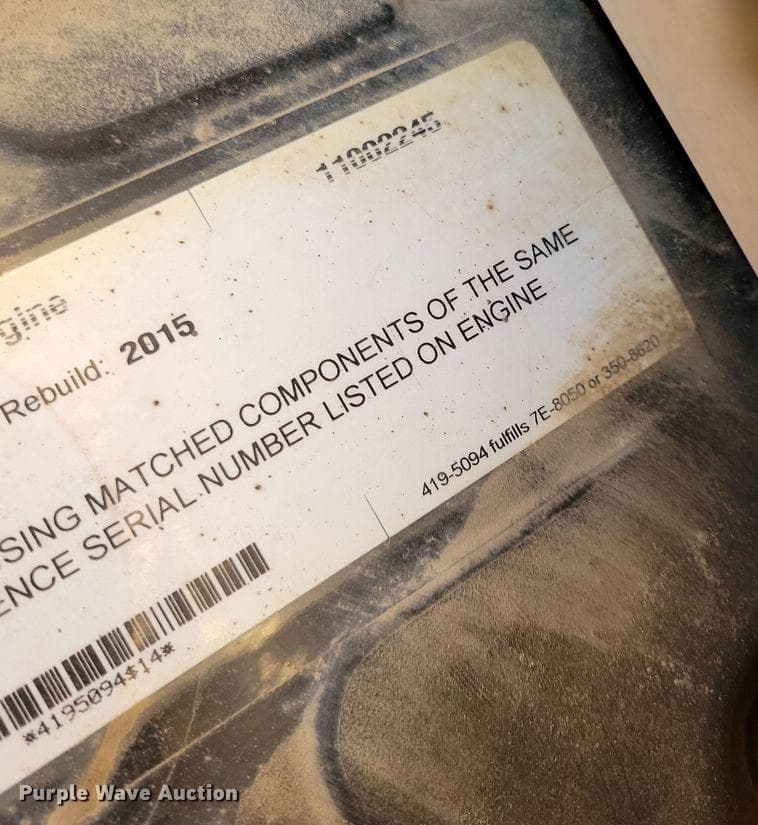 11002245
gine
Rebuild: 2015
SING MATCHED COMPONENTS OF THE SAME
ENCE SERIAL NUMBER LISTED ON ENGINE
419-5094 fulfills 7E-8050 or 350-8620
*4195094$14*
Purple Wave Auction